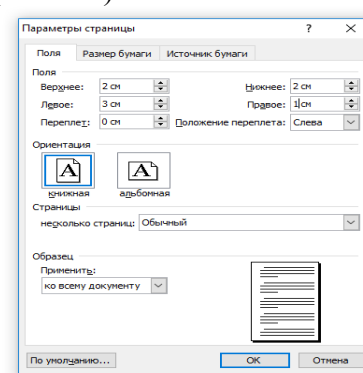 Параметры страницы ? ×
Поля Размер бумаги Источник бумаги
Поля
Верхнее: 2 см Нижнее: 2 см
Левое: 3 см Правое: 1 см
Переплет: 0 см Положение переплета: Слева
Ориентация
A A
книжная альбомная
Страницы
несколько страниц: Обычный
Образец
Применить:
ко всему документу
По умолчанию... ОК Отмена